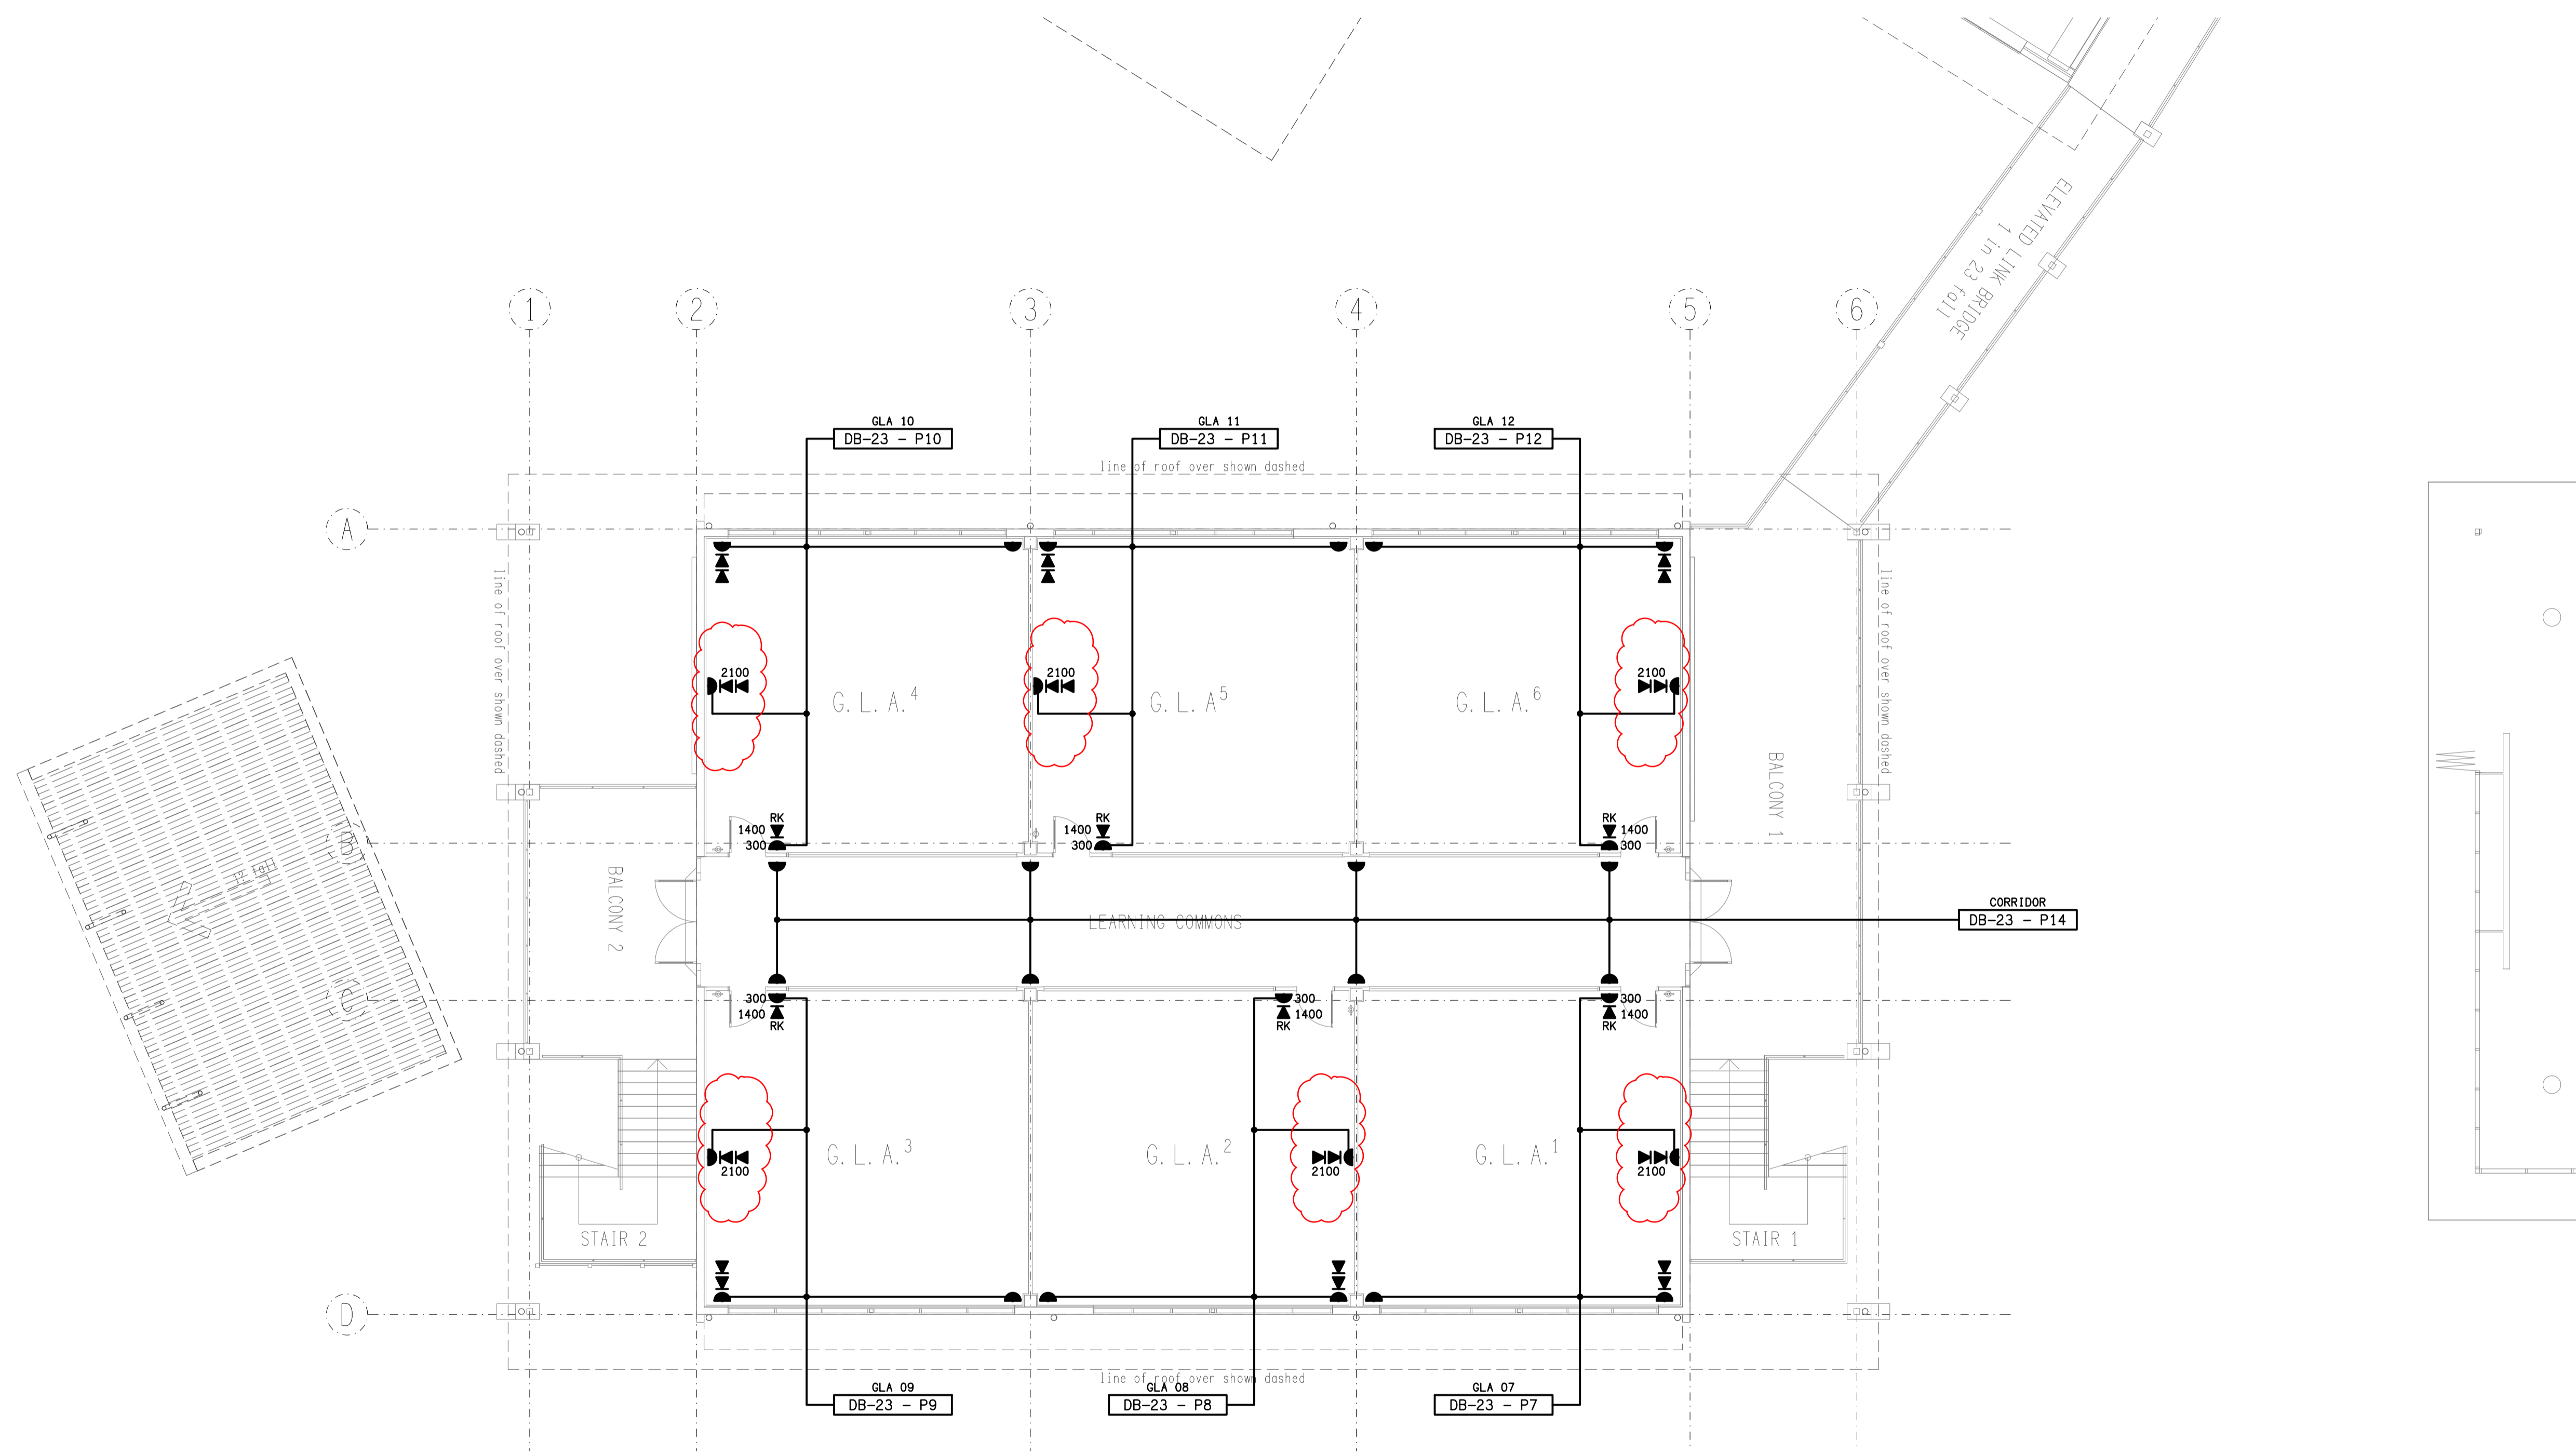 ELEVATED LINK BRIDGE
1 in 23 fall
1
2
3
4
5
6
GLA 10
DB-23 - P10
GLA 11
DB-23 - P11
GLA 12
DB-23 - P12
line of roof over shown dashed
A
line of roof over shown dashed
line of roof over shown dashed
2100
2100
2100
G.L.A.4
G.L.A5
G.L.A.6
BALCONY 1
RK
1400
300
RK
1400
300
RK
1400
300
B
BALCONY 2
LEARNING COMMONS
CORRIDOR
DB-23 - P14
C
300
1400
RK
300
1400
RK
300
1400
RK
G.L.A.3
G.L.A.2
G.L.A.1
2100
2100
2100
STAIR 2
STAIR 1
D
line of roof over shown dashed
GLA 09
DB-23 - P9
GLA 08
DB-23 - P8
GLA 07
DB-23 - P7